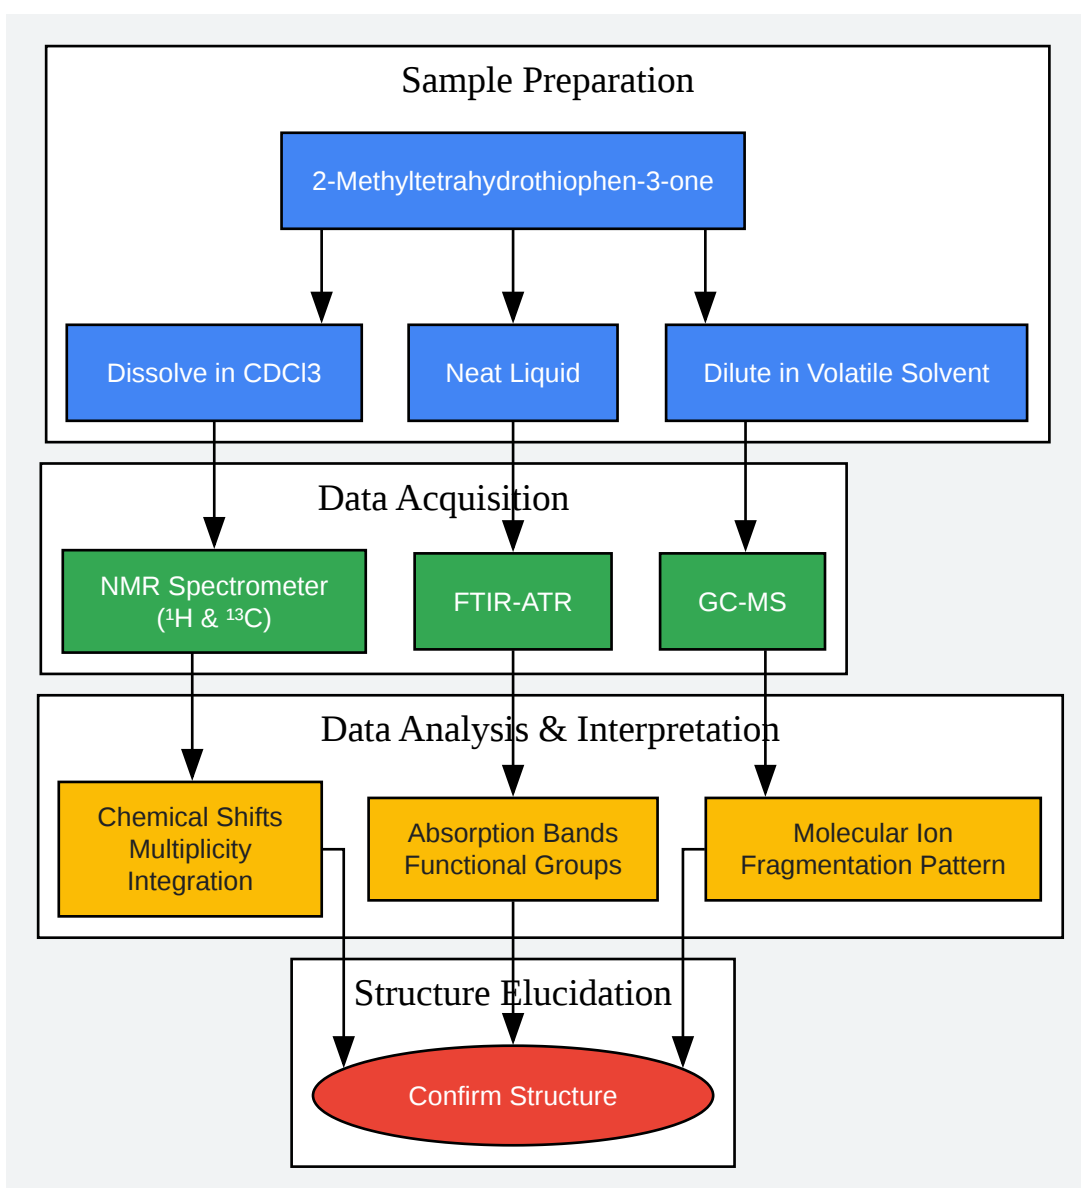 Sample Preparation
2-Methyltetrahydrothiophen-3-one
Dissolve in CDCl3
Neat Liquid
Dilute in Volatile Solvent
Data Acquisition
NMR Spectrometer
(¹H & ¹³C)
FTIR-ATR
GC-MS
Data Analysis & Interpretation
Chemical Shifts
Multiplicity
Integration
Absorption Bands
Functional Groups
Molecular Ion
Fragmentation Pattern
Structure Elucidation
Confirm Structure